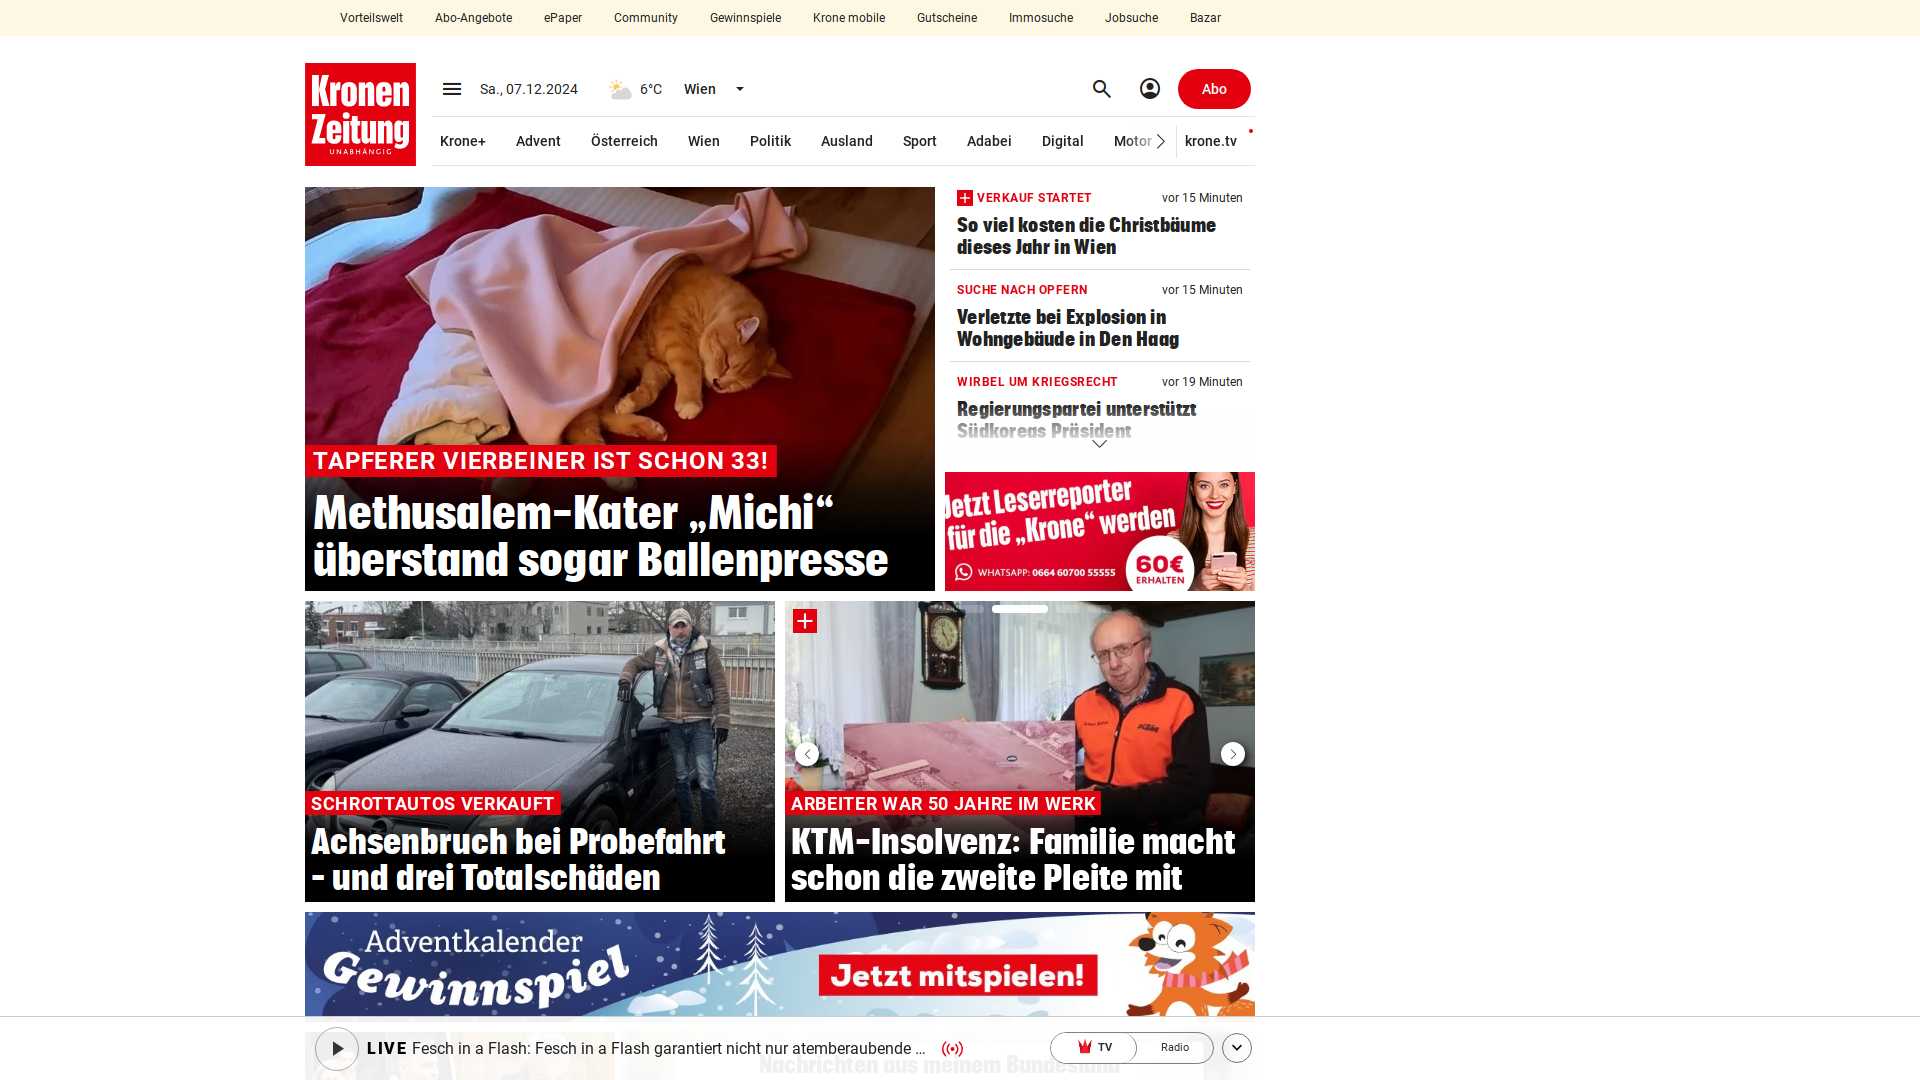 Vorteilswelt Abo-Angebote ePaper Community Gewinnspiele Krone mobile Gutscheine Immosuche Jobsuche Bazar
Kronen
Zeitung
UNABHÄNGIG
Sa., 07.12.2024 6°C Wien Abo
Krone+ Advent Österreich Wien Politik Ausland Sport Adabei Digital Motor krone.tv
TAPFERER VIERBEINER IST SCHON 33!
Methusalem-Kater „Michi“
überstand sogar Ballenpresse
VERKAUF STARTET vor 15 Minuten
So viel kosten die Christbäume
dieses Jahr in Wien
SUCHE NACH OPFERN vor 15 Minuten
Verletzte bei Explosion in
Wohngebäude in Den Haag
WIRBEL UM KRIEGSRECHT vor 19 Minuten
Regierungspartei unterstützt
Südkoreas Präsident
Jetzt Leserreporter
für die „Krone“ werden
WHATSAPP: 0664 60700 55555
60€
ERHALTEN
SCHROTTAUTOS VERKAUFT
Achsenbruch bei Probefahrt
- und drei Totalschäden
KTM
ARBEITER WAR 50 JAHRE IM WERK
KTM-Insolvenz: Familie macht
schon die zweite Pleite mit
Adventkalender
Gewinnspiel
Jetzt mitspielen!
LIVE Fesch in a Flash: Fesch in a Flash garantiert nicht nur atemberaubende ... TV Radio
Nachrichten aus meinem Bundesland